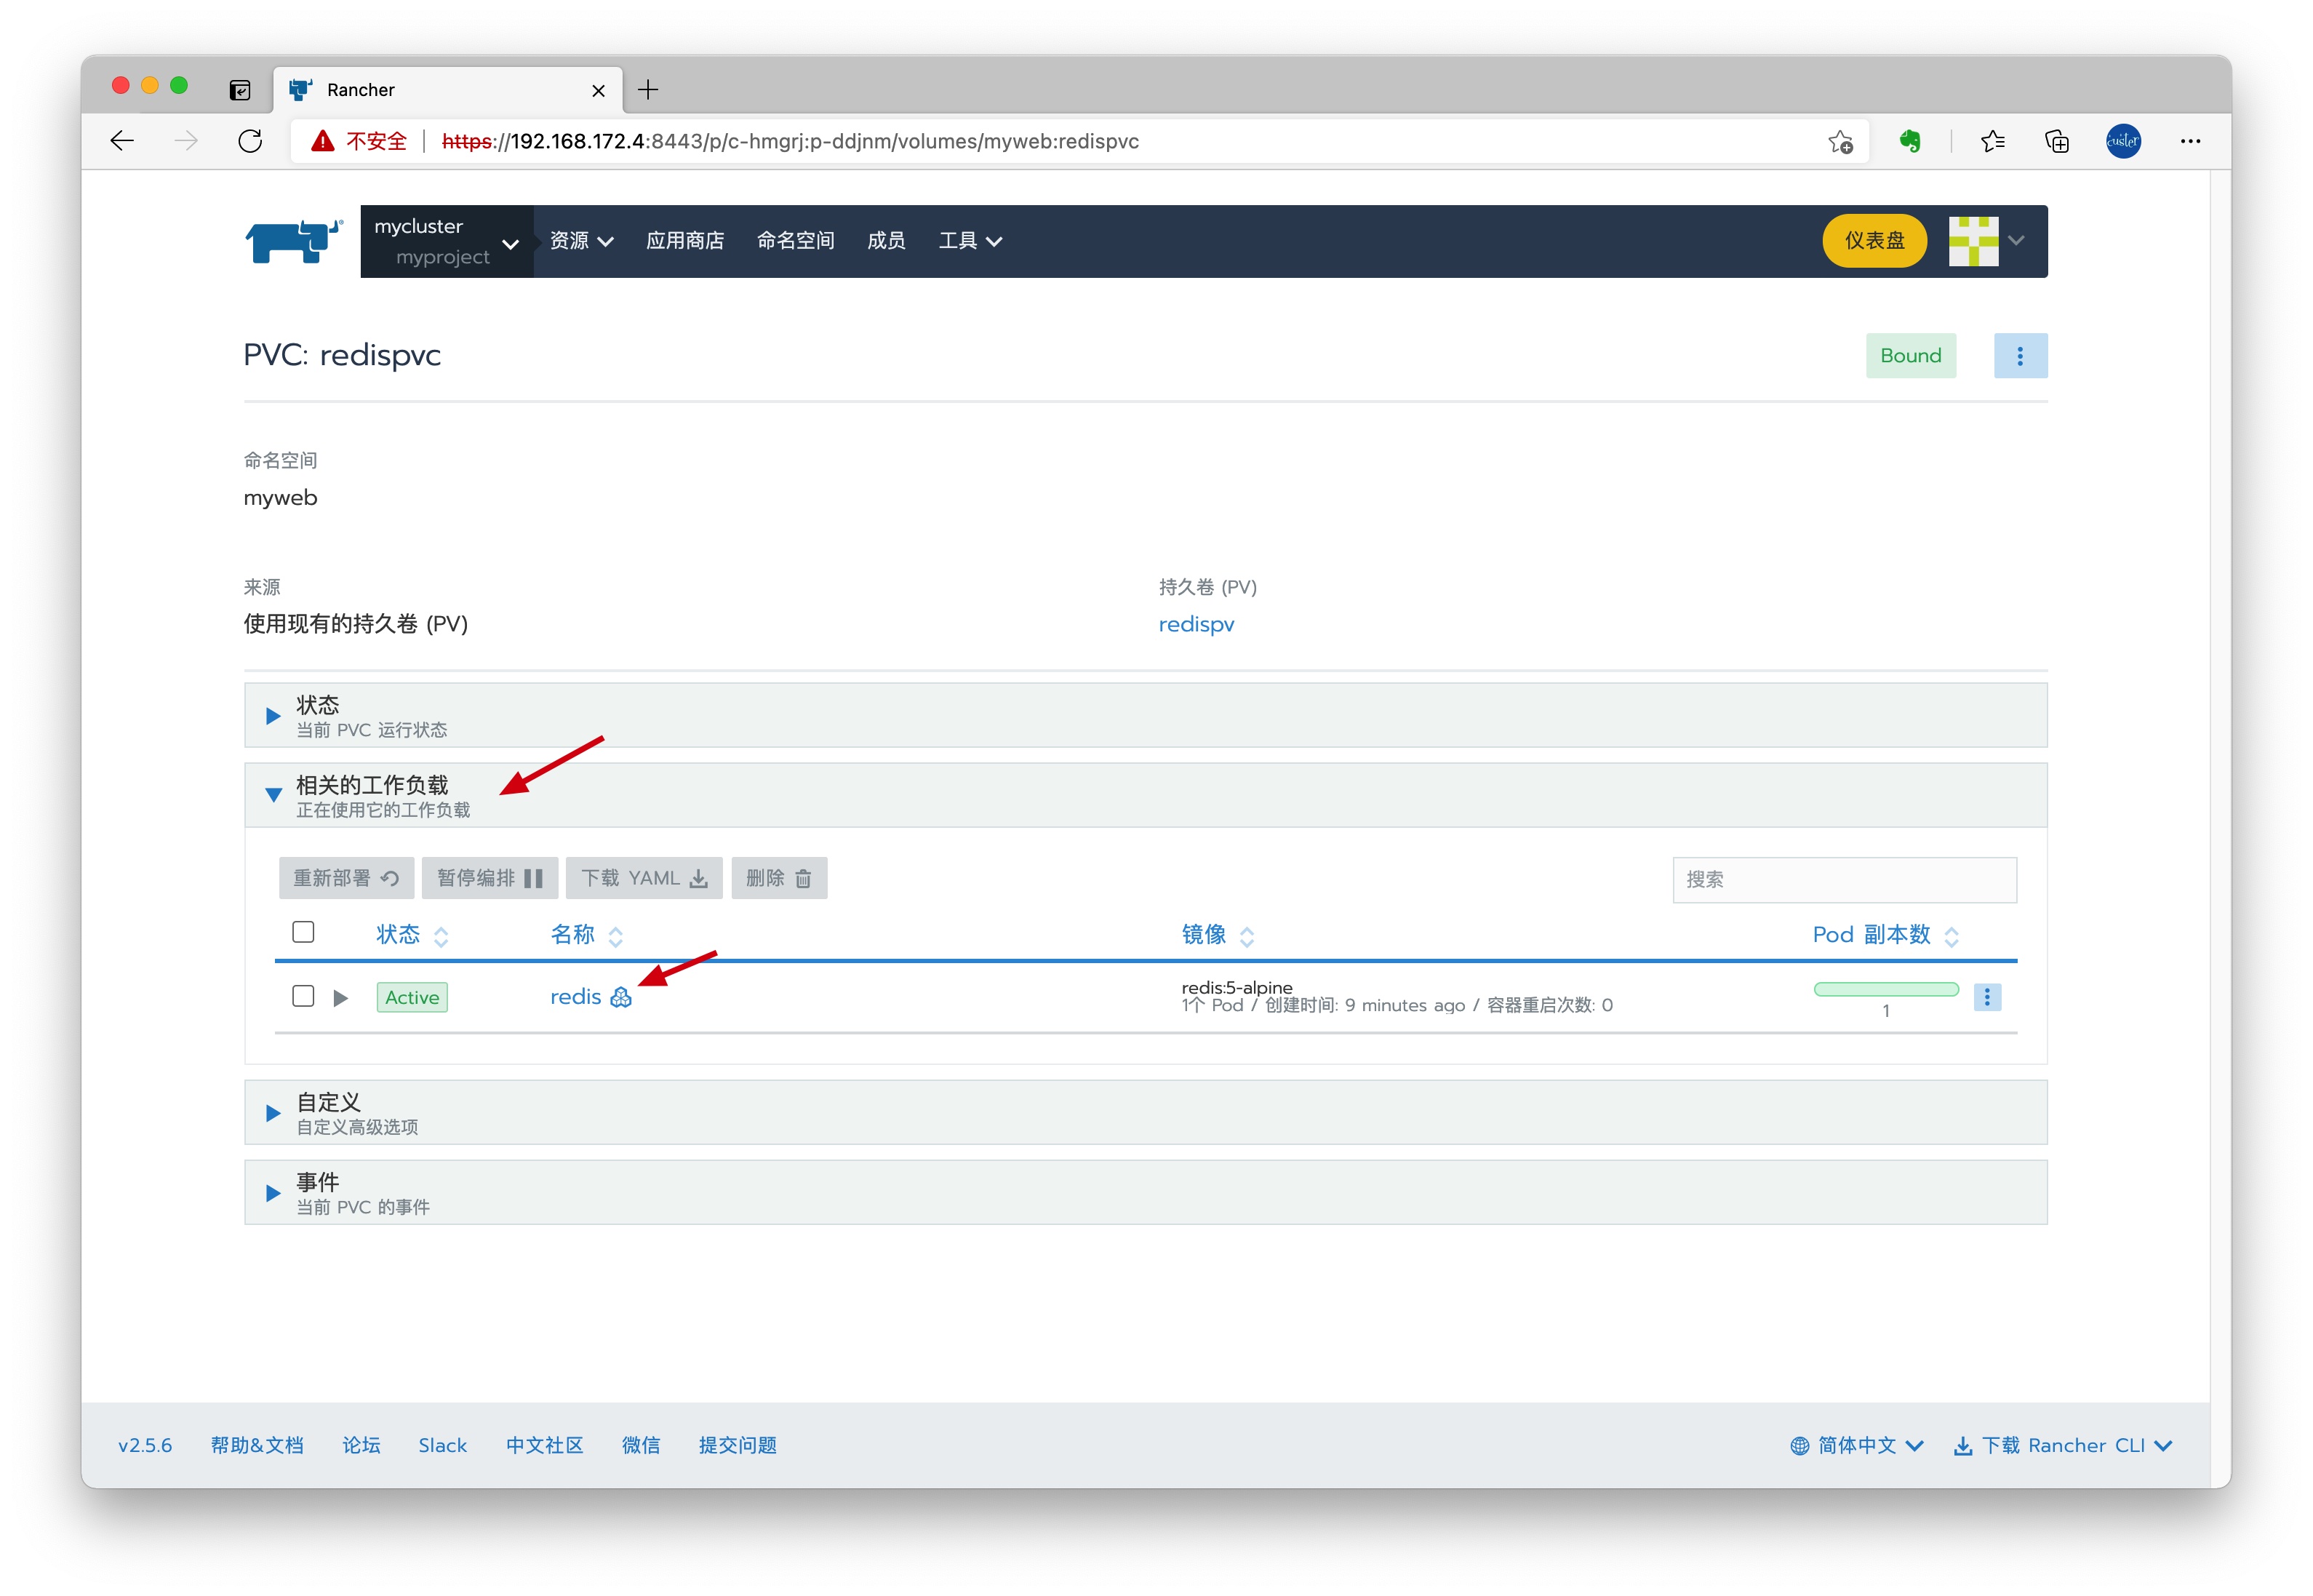 Rancher
不安全 | https://192.168.172.4:8443/p/c-hmgrj:p-ddjnm/volumes/myweb:redispvc
custer
mycluster
myproject
资源 应用商店 命名空间 成员 工具 仪表盘
PVC: redispvc Bound
命名空间
myweb
来源 持久卷 (PV)
使用现有的持久卷 (PV) redispv
状态
当前 PVC 运行状态
相关的工作负载
正在使用它的工作负载
重新部署 暂停编排 下载 YAML 删除 搜索
状态 名称 镜像 Pod 副本数
Active redis redis:5-alpine
1个 Pod / 创建时间: 9 minutes ago / 容器重启次数: 0 1
自定义
自定义高级选项
事件
当前 PVC 的事件
v2.5.6 帮助&文档 论坛 Slack 中文社区 微信 提交问题 简体中文 下载 Rancher CLI